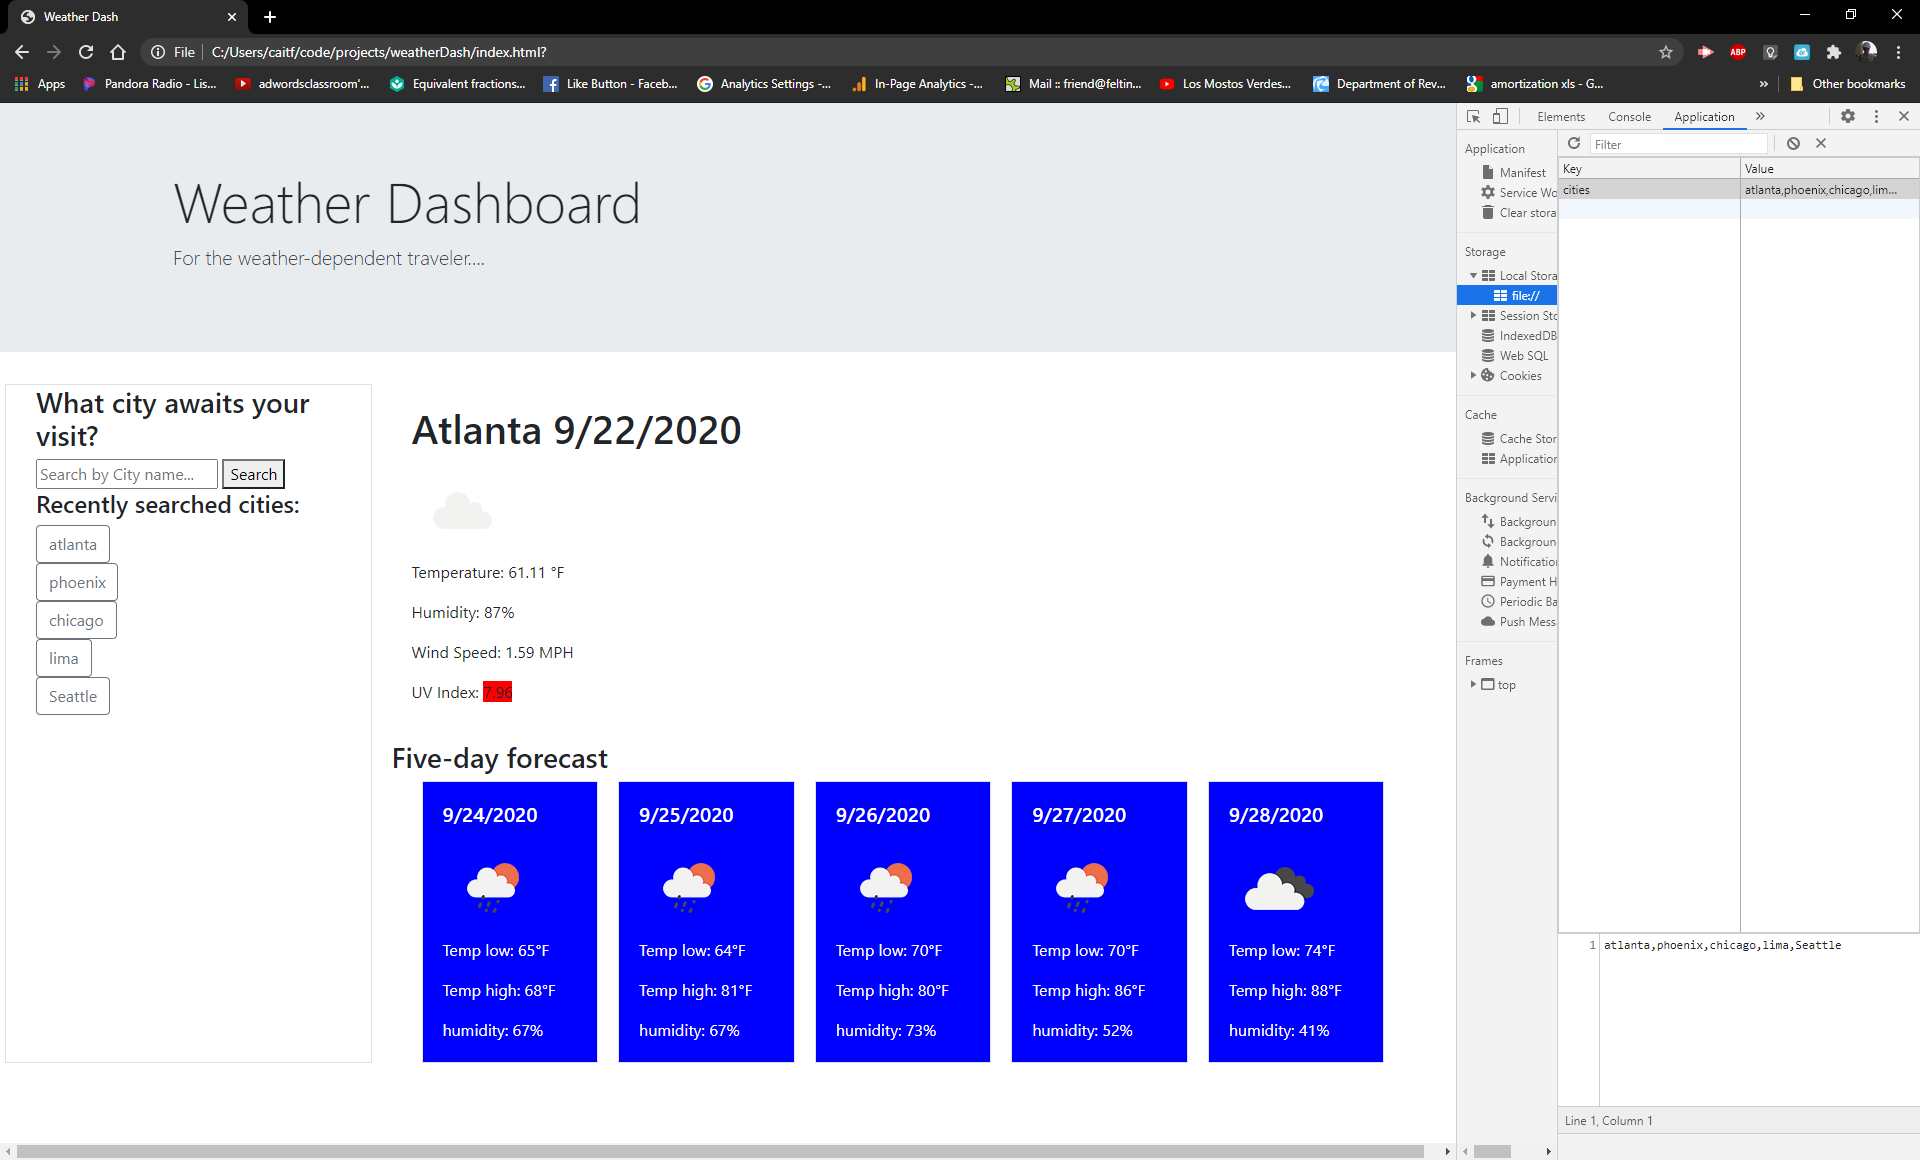 Weather Dash
File
C:/Users/caitf/code/projects/weatherDash/index.html?
ABP
Apps
Pandora Radio - Lis...
adwordsclassroom'...
Equivalent fractions...
Like Button - Faceb...
Analytics Settings -...
In-Page Analytics -...
Mail :: friend@feltin...
Los Mostos Verdes...
Department of Rev...
amortization xls - G...
»
Other bookmarks
Weather Dashboard
For the weather-dependent traveler....
What city awaits your
visit?
Search by City name...
Search
Recently searched cities:
atlanta
phoenix
chicago
lima
Seattle
Atlanta 9/22/2020
Temperature: 61.11 °F
Humidity: 87%
Wind Speed: 1.59 MPH
UV Index: 7.96
Five-day forecast
9/24/2020
Temp low: 65°F
Temp high: 68°F
humidity: 67%
9/25/2020
Temp low: 64°F
Temp high: 81°F
humidity: 67%
9/26/2020
Temp low: 70°F
Temp high: 80°F
humidity: 73%
9/27/2020
Temp low: 70°F
Temp high: 86°F
humidity: 52%
9/28/2020
Temp low: 74°F
Temp high: 88°F
humidity: 41%
Elements
Console
Application
»
Application
Manifest
Service Wo
Clear stora
Storage
Local Stora
file://
Session Sto
IndexedDB
Web SQL
Cookies
Cache
Cache Stor
Application
Background Servi
Backgroun
Backgroun
Notification
Payment H
Periodic Ba
Push Mess
Frames
top
Filter
Key
Value
cities
atlanta,phoenix,chicago,lim...
1 atlanta,phoenix,chicago,lima,Seattle
Line 1, Column 1